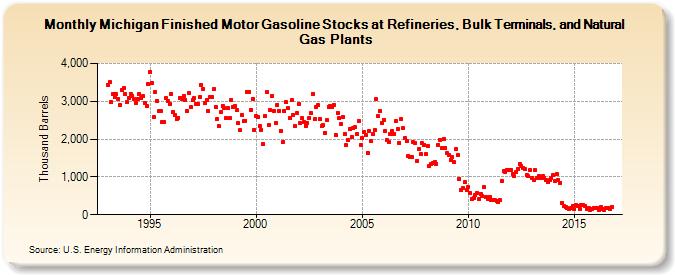 Monthly Michigan Finished Motor Gasoline Stocks at Refineries, Bulk Terminals, and Natural
Gas Plants
Thousand Barrels
4,000
3,000
2,000
1,000
0
1995
2000
2005
2010
2015
Source: U.S. Energy Information Administration